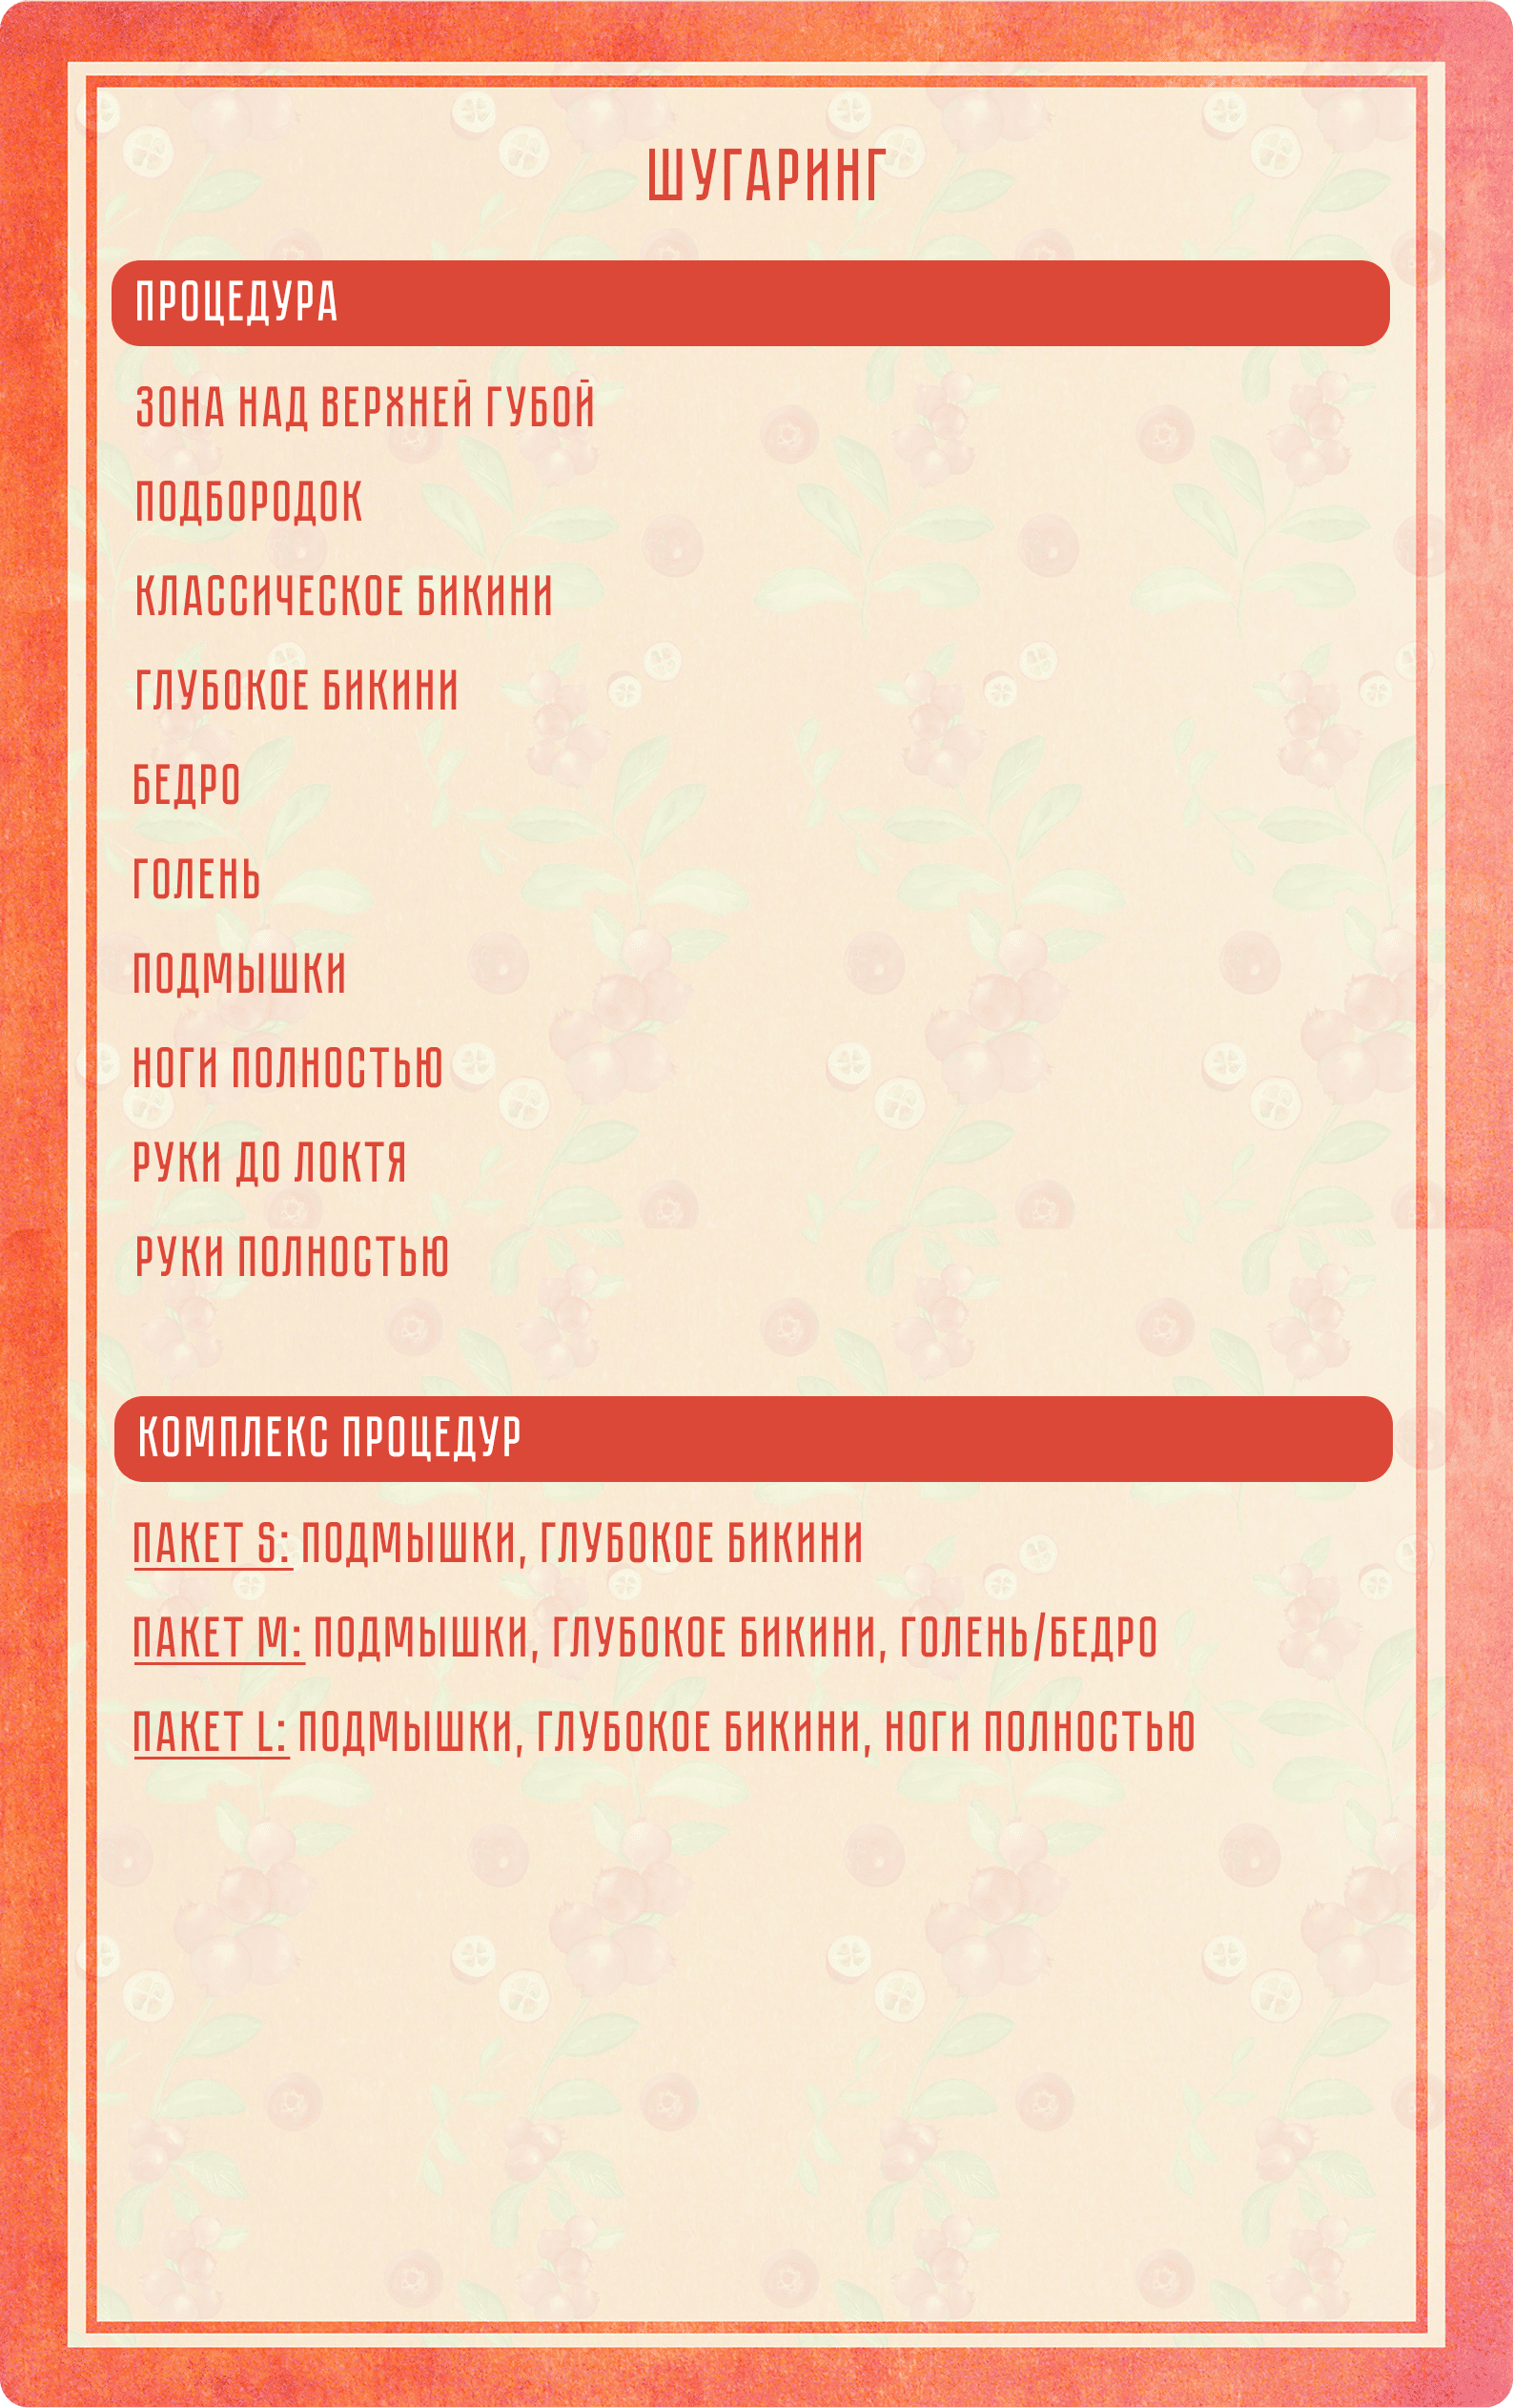 ШУГАРИНГ
ПРОЦЕДУРА
ЗОНА НАД ВЕРХНЕЙ ГУБОЙ
ПОДБОРОДОК
КЛАССИЧЕСКОЕ БИКИНИ
ГЛУБОКОЕ БИКИНИ
БЕДРО
ГОЛЕНЬ
ПОДМЫШКИ
НОГИ ПОЛНОСТЬЮ
РУКИ ДО ЛОКТЯ
РУКИ ПОЛНОСТЬЮ
КОМПЛЕКС ПРОЦЕДУР
ПАКЕТ S: ПОДМЫШКИ, ГЛУБОКОЕ БИКИНИ
ПАКЕТ M: ПОДМЫШКИ, ГЛУБОКОЕ БИКИНИ, ГОЛЕНЬ/БЕДРО
ПАКЕТ L: ПОДМЫШКИ, ГЛУБОКОЕ БИКИНИ, НОГИ ПОЛНОСТЬЮ